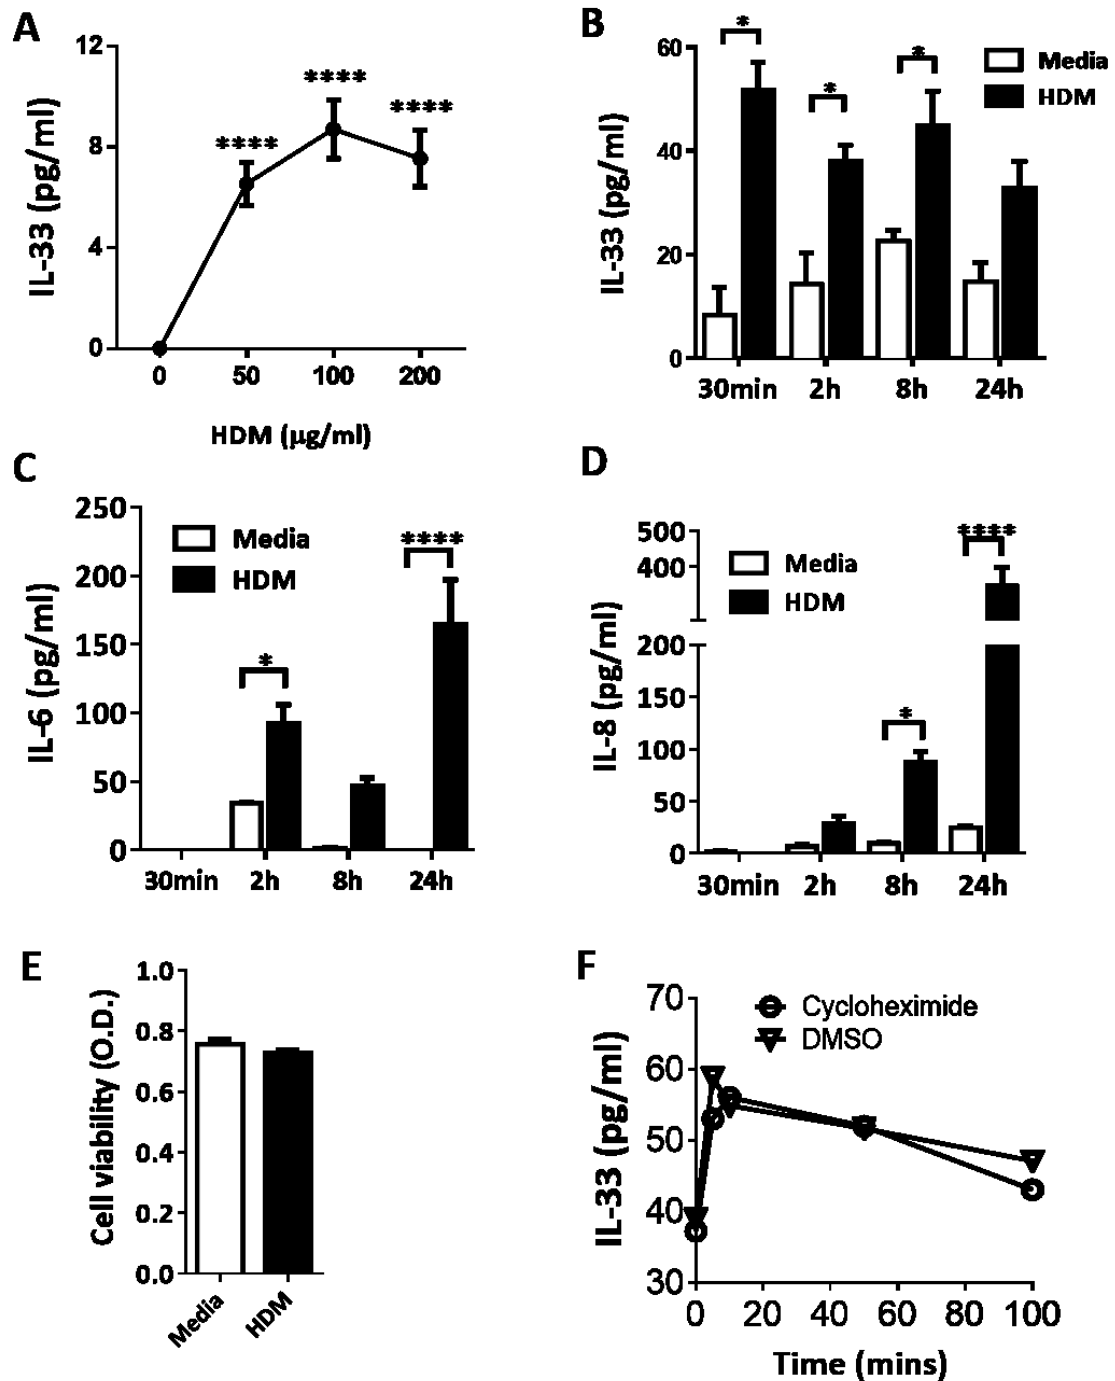 A
IL-33 (pg/ml)
12
8
4
0
****
****
****
0 50 100 200
HDM (μg/ml)
B
IL-33 (pg/ml)
60
40
20
0
*
*
*
Media
HDM
30min 2h 8h 24h
C
IL-6 (pg/ml)
250
200
150
100
50
0
Media
HDM
*
****
30min 2h 8h 24h
D
IL-8 (pg/ml)
500
400
200
150
100
50
0
Media
HDM
*
****
30min 2h 8h 24h
E
Cell viability (O.D.)
1.0
0.8
0.6
0.4
0.2
0.0
Media
HDM
F
IL-33 (pg/ml)
70
60
50
40
30
Cycloheximide
DMSO
0 20 40 60 80 100
Time (mins)